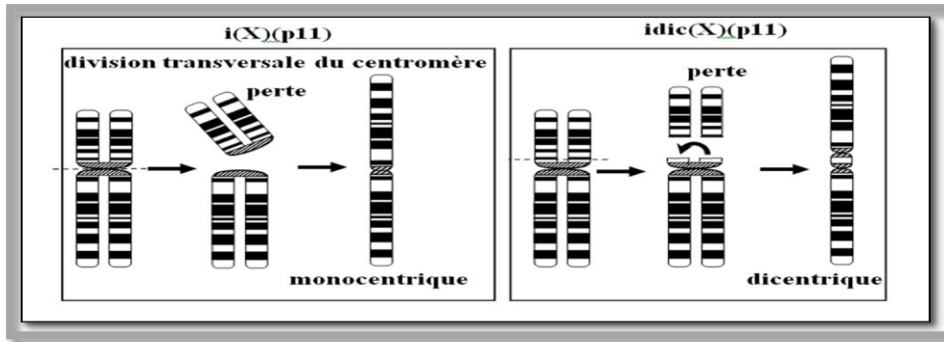 i(X)(p11)
division transversale du centromère
perte
monocentrique
idic(X)(p11)
perte
dicentrique